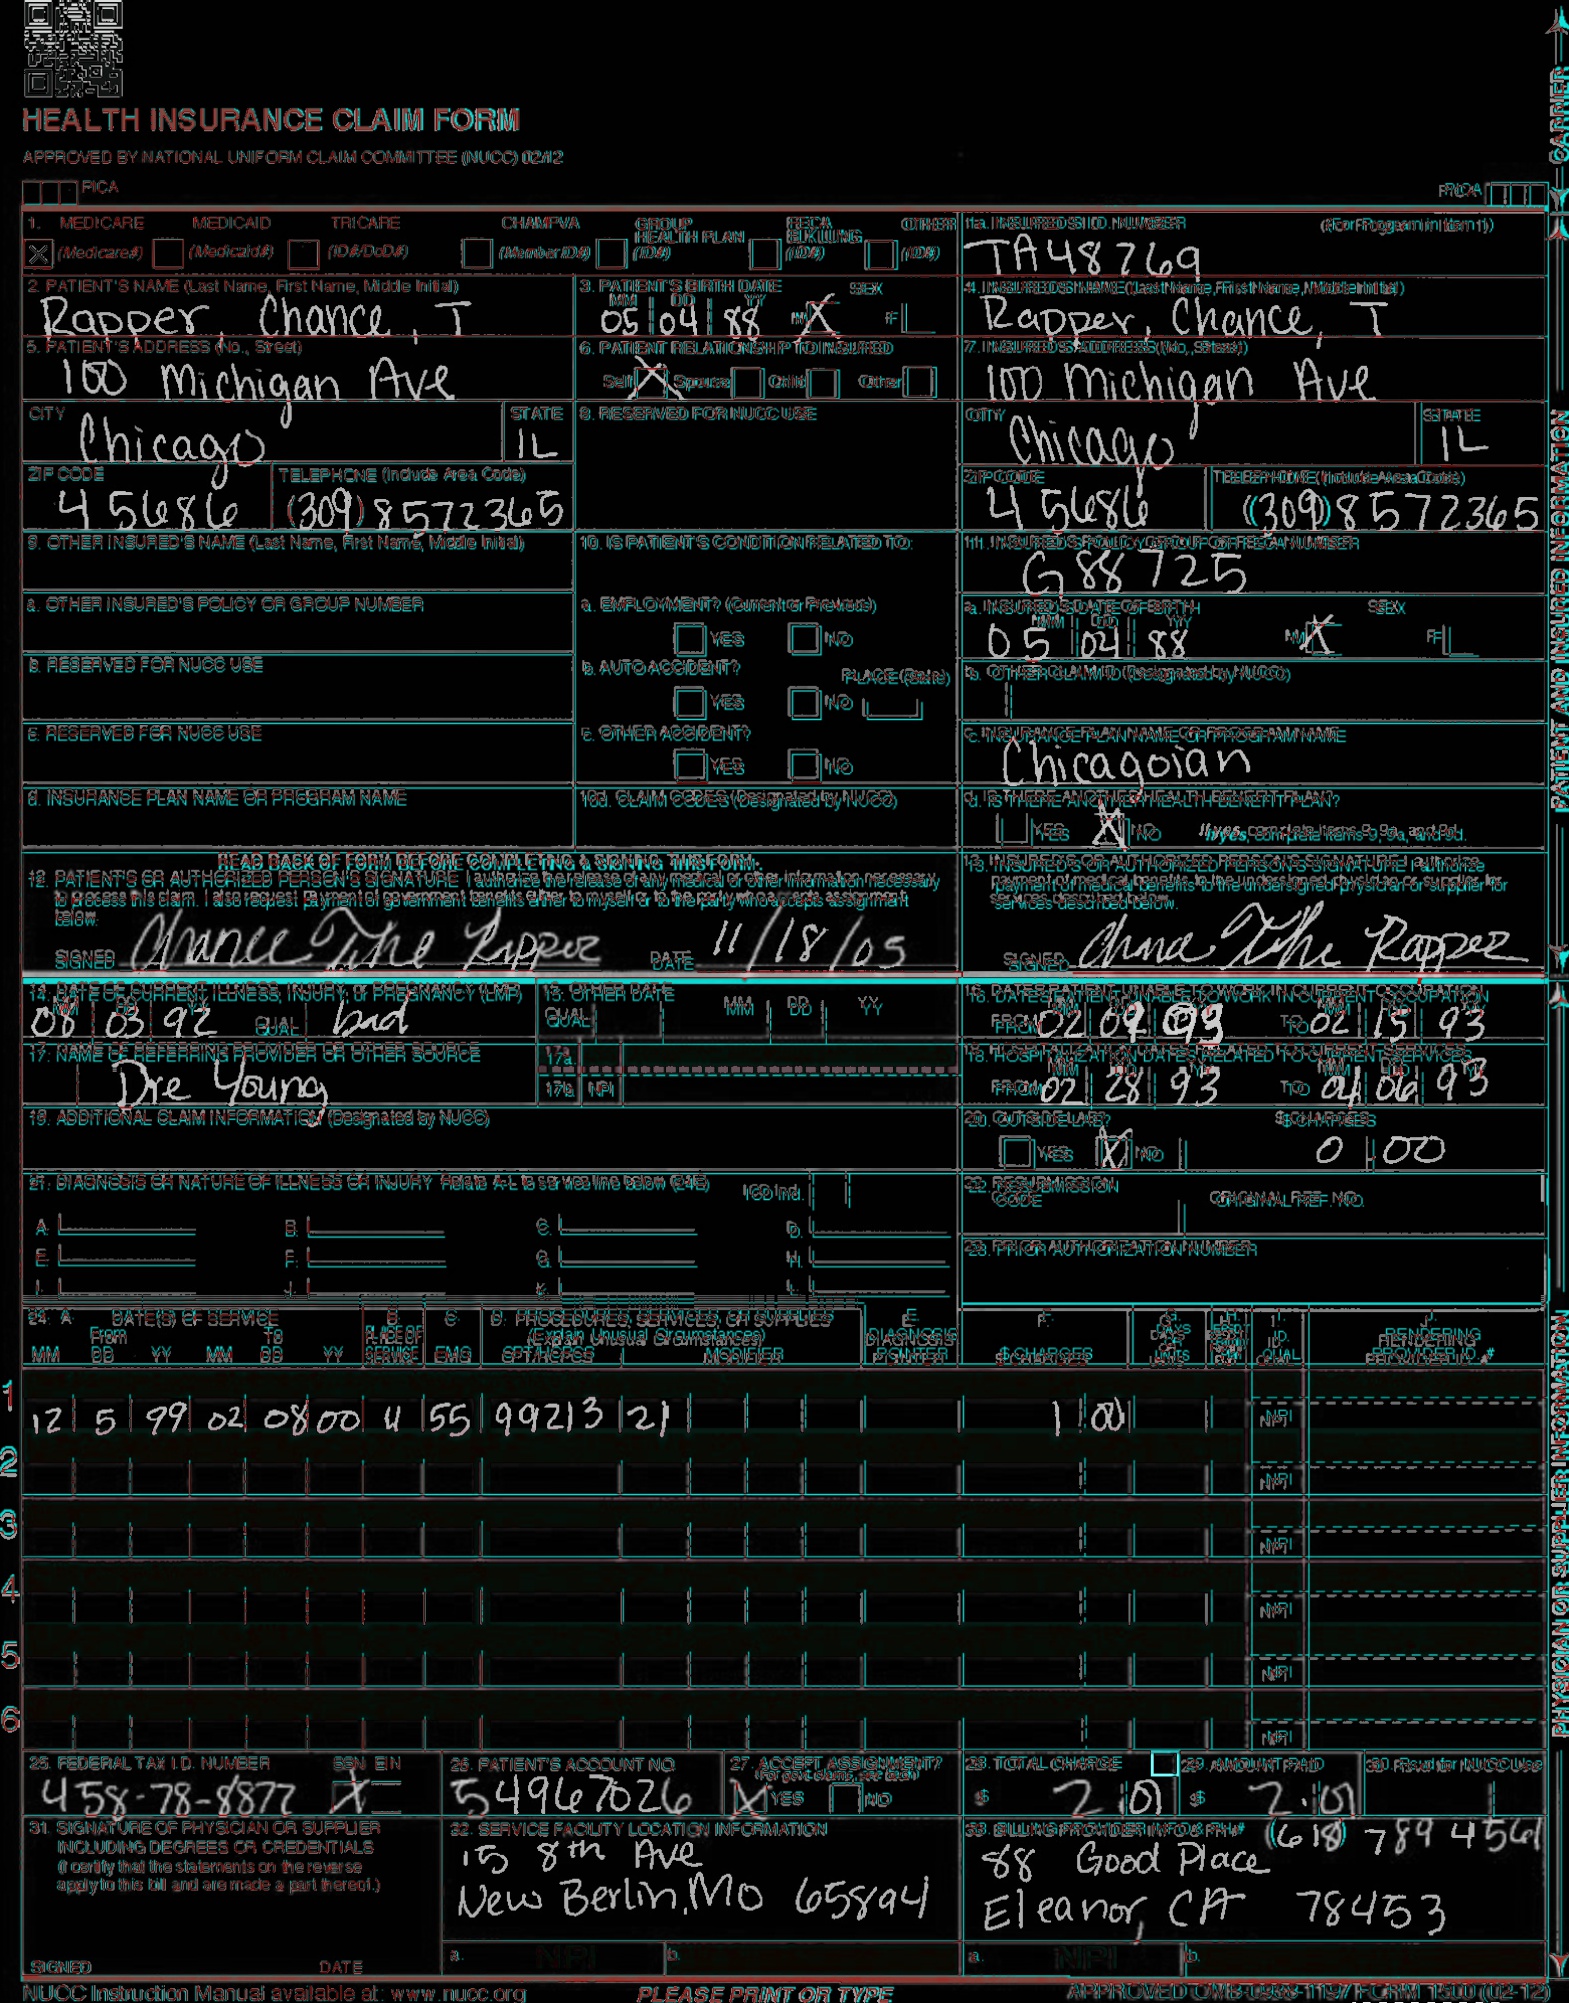 HEALTH INSURANCE CLAIM FORM
APPROVED BY NATIONAL UNIFORM CLAIM COMMITTEE (NUCC) 02/12
PICA
PICA
CARRIER
1. MEDICARE MEDICAID TRICARE CHAMPVA GROUP HEALTH PLAN FECA BLK LUNG OTHER
(Medicare#) (Medicaid#) (ID#/DoD#) (Member ID#) (ID#) (ID#) (ID#)
1a. INSURED'S I.D. NUMBER (For Program in Item 1)
TA48769
2. PATIENT'S NAME (Last Name, First Name, Middle Initial)
Rapper, Chance, T
3. PATIENT'S BIRTH DATE SEX
MM DD YY
05 04 88 M X F
4. INSURED'S NAME (Last Name, First Name, Middle Initial)
Rapper, Chance, T
5. PATIENT'S ADDRESS (No., Street)
100 Michigan Ave
6. PATIENT RELATIONSHIP TO INSURED
Self X Spouse Child Other
7. INSURED'S ADDRESS (No., Street)
100 Michigan Ave
CITY STATE
Chicago IL
8. RESERVED FOR NUCC USE
CITY STATE
Chicago IL
ZIP CODE TELEPHONE (Include Area Code)
45686 (309) 8572365
ZIP CODE TELEPHONE (Include Area Code)
45686 (309) 8572365
9. OTHER INSURED'S NAME (Last Name, First Name, Middle Initial)
10. IS PATIENT'S CONDITION RELATED TO:
11. INSURED'S POLICY GROUP OR FECA NUMBER
G88725
a. OTHER INSURED'S POLICY OR GROUP NUMBER
a. EMPLOYMENT? (Current or Previous)
YES NO
a. INSURED'S DATE OF BIRTH SEX
MM DD YY
05 04 88 M X F
b. RESERVED FOR NUCC USE
b. AUTO ACCIDENT? PLACE (State)
YES NO
b. OTHER CLAIM ID (Designated by NUCC)
c. RESERVED FOR NUCC USE
c. OTHER ACCIDENT?
YES NO
c. INSURANCE PLAN NAME OR PROGRAM NAME
Chicagoian
d. INSURANCE PLAN NAME OR PROGRAM NAME
10d. CLAIM CODES (Designated by NUCC)
d. IS THERE ANOTHER HEALTH BENEFIT PLAN?
YES X NO If yes, complete items 9, 9a, and 9d.
PATIENT AND INSURED INFORMATION
READ BACK OF FORM BEFORE COMPLETING & SIGNING THIS FORM.
12. PATIENT'S OR AUTHORIZED PERSON'S SIGNATURE I authorize the release of any medical or other information necessary
to process this claim. I also request payment of government benefits either to myself or to the party who accepts assignment
below.
SIGNED Chance The Rapper DATE 11/18/05
13. INSURED'S OR AUTHORIZED PERSON'S SIGNATURE I authorize
payment of medical benefits to the undersigned physician or supplier for
services described below.
SIGNED Chance The Rapper
14. DATE OF CURRENT ILLNESS, INJURY, or PREGNANCY (LMP)
MM DD YY
08 03 92 QUAL. bad
15. OTHER DATE
QUAL. MM DD YY
16. DATES PATIENT UNABLE TO WORK IN CURRENT OCCUPATION
MM DD YY MM DD YY
FROM 02 09 93 TO 02 15 93
17. NAME OF REFERRING PROVIDER OR OTHER SOURCE
Dre Young
17a.
17b. NPI
18. HOSPITALIZATION DATES RELATED TO CURRENT SERVICES
MM DD YY MM DD YY
FROM 02 28 93 TO 04 06 93
19. ADDITIONAL CLAIM INFORMATION (Designated by NUCC)
20. OUTSIDE LAB? $ CHARGES
YES X NO 0 00
21. DIAGNOSIS OR NATURE OF ILLNESS OR INJURY Relate A-L to service line below (24E) ICD Ind.
A. B. C. D.
E. F. G. H.
I. J. K. L.
22. RESUBMISSION CODE ORIGINAL REF. NO.
23. PRIOR AUTHORIZATION NUMBER
24. A. DATE(S) OF SERVICE B. C. D. PROCEDURES, SERVICES, OR SUPPLIES E. F. G. H. I. J.
From To PLACE OF (Explain Unusual Circumstances) DIAGNOSIS DAYS OR ID. RENDERING
MM DD YY MM DD YY SERVICE EMG CPT/HCPCS MODIFIER POINTER $ CHARGES UNITS QUAL. PROVIDER ID. #
1
12 5 99 02 08 00 4 55 99213 21 1 00 NPI
2
NPI
3
NPI
4
NPI
5
NPI
6
NPI
PHYSICIAN OR SUPPLIER INFORMATION
25. FEDERAL TAX I.D. NUMBER SSN EIN
458-78-8877 X
26. PATIENT'S ACCOUNT NO.
54967026
27. ACCEPT ASSIGNMENT?
(For govt. claims, see back)
X YES NO
28. TOTAL CHARGE
$ 2 01
29. AMOUNT PAID
$ 2.01
30. Rsvd for NUCC Use
31. SIGNATURE OF PHYSICIAN OR SUPPLIER
INCLUDING DEGREES OR CREDENTIALS
(I certify that the statements on the reverse
apply to this bill and are made a part thereof.)
SIGNED DATE
32. SERVICE FACILITY LOCATION INFORMATION
15 8th Ave
New Berlin, MO 65894
a. NPI b.
33. BILLING PROVIDER INFO & PH# (618) 789 4561
88 Good Place
Eleanor, CA 78453
a. NPI b.
NUCC Instruction Manual available at: www.nucc.org
PLEASE PRINT OR TYPE
APPROVED OMB-0938-1197 FORM 1500 (02-12)